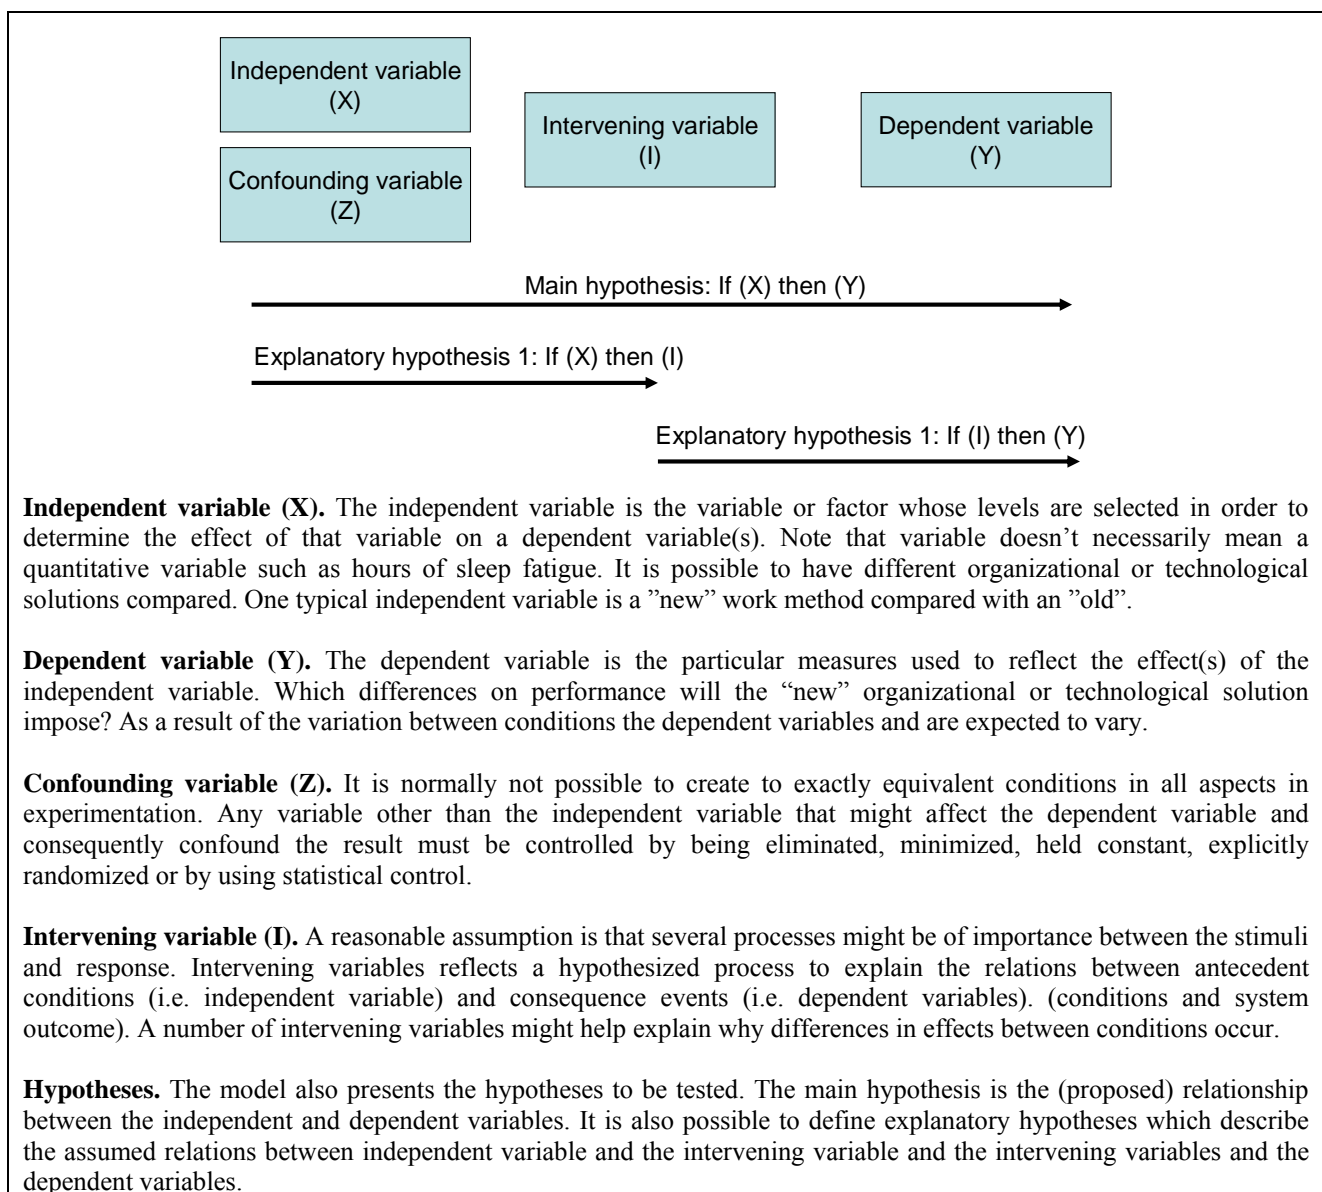 Independent variable
(X)
Confounding variable
(Z)
Intervening variable
(I)
Dependent variable
(Y)
Main hypothesis: If (X) then (Y)
Explanatory hypothesis 1: If (X) then (I)
Explanatory hypothesis 1: If (I) then (Y)
Independent variable (X). The independent variable is the variable or factor whose levels are selected in order to
determine the effect of that variable on a dependent variable(s). Note that variable doesn’t necessarily mean a
quantitative variable such as hours of sleep fatigue. It is possible to have different organizational or technological
solutions compared. One typical independent variable is a ”new” work method compared with an ”old”.
Dependent variable (Y). The dependent variable is the particular measures used to reflect the effect(s) of the
independent variable. Which differences on performance will the “new” organizational or technological solution
impose? As a result of the variation between conditions the dependent variables and are expected to vary.
Confounding variable (Z). It is normally not possible to create to exactly equivalent conditions in all aspects in
experimentation. Any variable other than the independent variable that might affect the dependent variable and
consequently confound the result must be controlled by being eliminated, minimized, held constant, explicitly
randomized or by using statistical control.
Intervening variable (I). A reasonable assumption is that several processes might be of importance between the stimuli
and response. Intervening variables reflects a hypothesized process to explain the relations between antecedent
conditions (i.e. independent variable) and consequence events (i.e. dependent variables). (conditions and system
outcome). A number of intervening variables might help explain why differences in effects between conditions occur.
Hypotheses. The model also presents the hypotheses to be tested. The main hypothesis is the (proposed) relationship
between the independent and dependent variables. It is also possible to define explanatory hypotheses which describe
the assumed relations between independent variable and the intervening variable and the intervening variables and the
dependent variables.